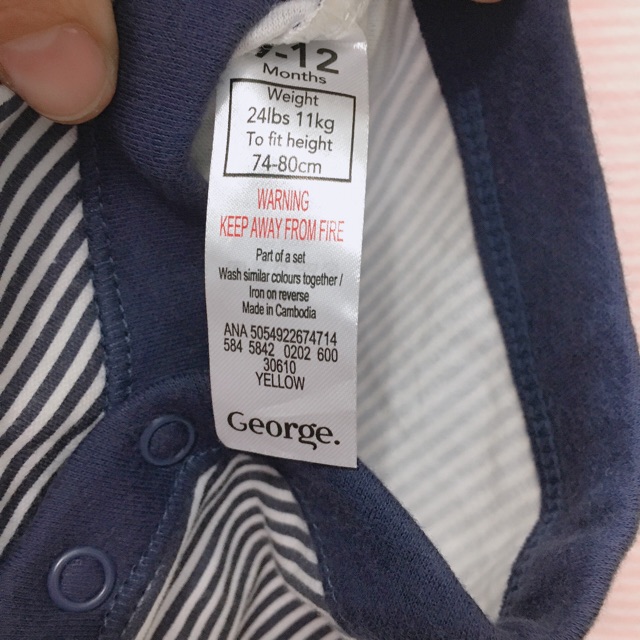 7-12
Months
Weight
24lbs 11kg
To fit height
74-80cm
WARNING
KEEP AWAY FROM FIRE
Part of a set
Wash similar colours together /
Iron on reverse
Made in Cambodia
ANA 5054922674714
584 5842 0202 600
30610
YELLOW
George.